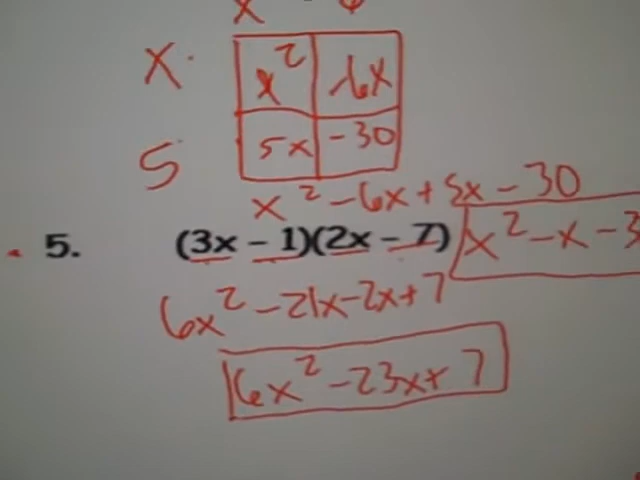 x - 6
x x² -6x
5 5x -30
x² - 6x + 5x - 30
5. (3x − 1)(2x − 7) x² - x - 3
6x² - 21x - 2x + 7
6x² - 23x + 7